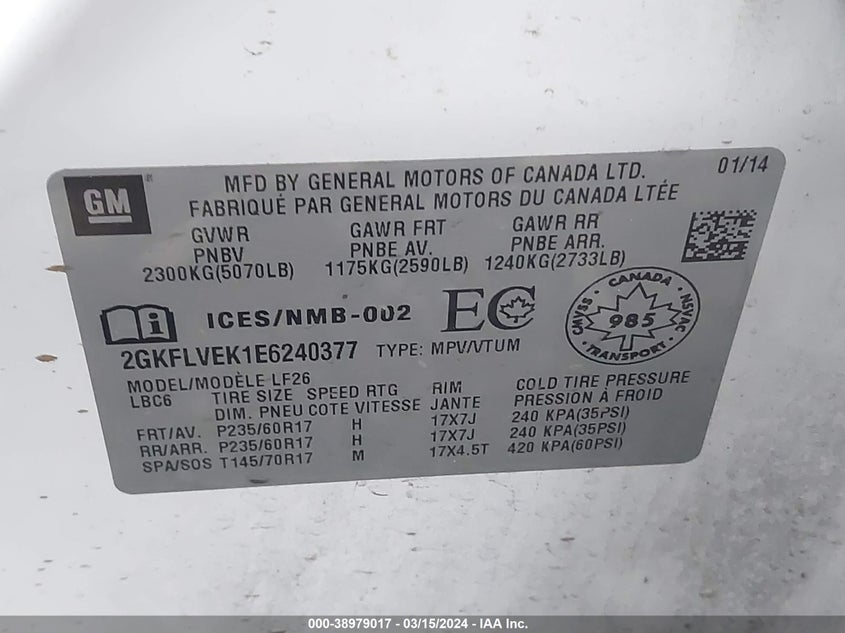 GM
MFD BY GENERAL MOTORS OF CANADA LTD. 01/14
FABRIQUÉ PAR GENERAL MOTORS DU CANADA LTÉE
GVWR GAWR FRT GAWR RR
PNBV PNBE AV. PNBE ARR.
2300KG(5070LB) 1175KG(2590LB) 1240KG(2733LB)
ICES/NMB-002 EC
CANADA CMVSS NSVAC 985 TRANSPORT
2GKFLVEK1E6240377 TYPE: MPV/VTUM
MODEL/MODÈLE LF26
LBC6 TIRE SIZE SPEED RTG RIM COLD TIRE PRESSURE
DIM. PNEU COTE VITESSE JANTE PRESSION À FROID
FRT/AV. P235/60R17 H 17X7J 240 KPA(35PSI)
RR/ARR. P235/60R17 H 17X7J 240 KPA(35PSI)
SPA/SOS T145/70R17 M 17X4.5T 420 KPA(60PSI)
000-38979017 - 03/15/2024 - IAA Inc.